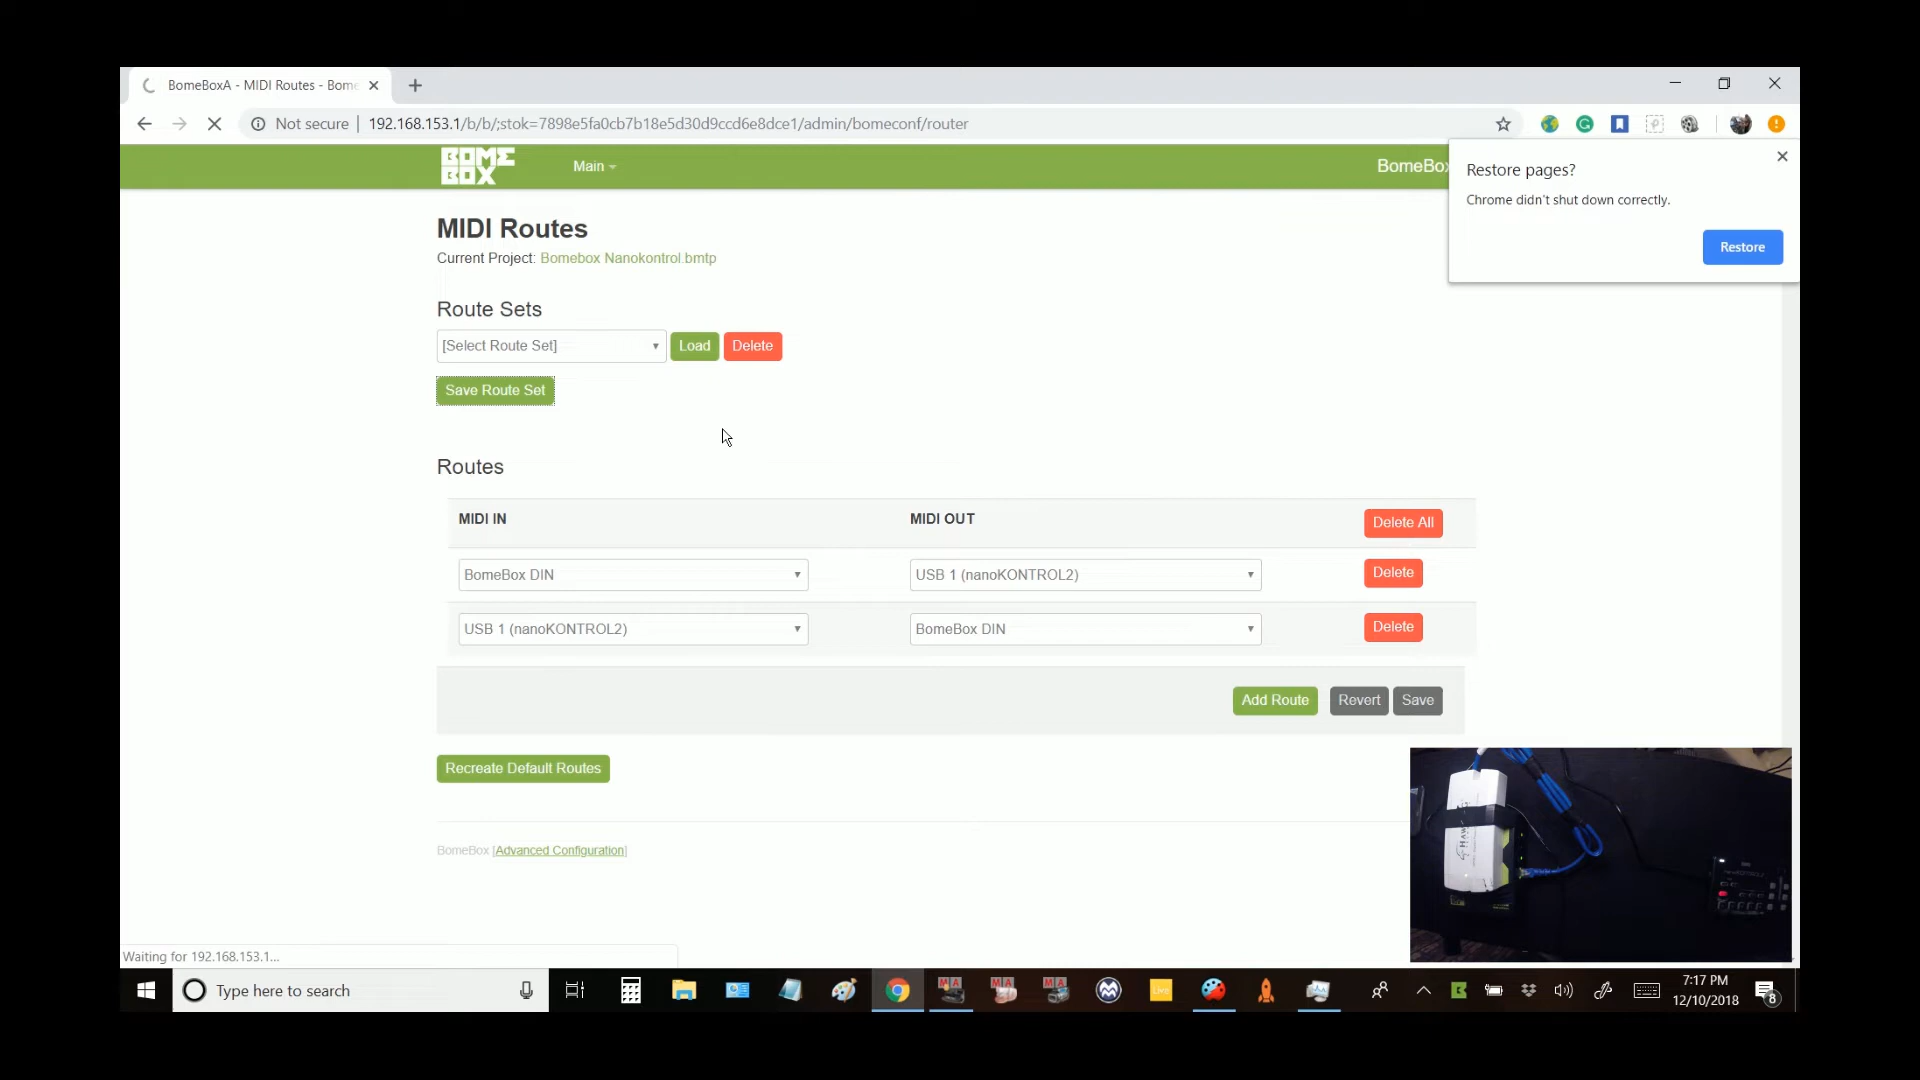 BomeBoxA - MIDI Routes - Bome
Not secure | 192.168.153.1/b/b/;stok=7898e5fa0cb7b18e5d30d9ccd6e8dce1/admin/bomeconf/router
BOME
BOX
Main
BomeBox
Restore pages?
Chrome didn't shut down correctly.
Restore
MIDI Routes
Current Project: Bomebox Nanokontrol.bmtp
Route Sets
[Select Route Set] Load Delete
Save Route Set
Routes
MIDI IN MIDI OUT Delete All
BomeBox DIN USB 1 (nanoKONTROL2) Delete
USB 1 (nanoKONTROL2) BomeBox DIN Delete
Add Route Revert Save
Recreate Default Routes
BomeBox [Advanced Configuration]
Waiting for 192.168.153.1...
Type here to search
7:17 PM
12/10/2018
8